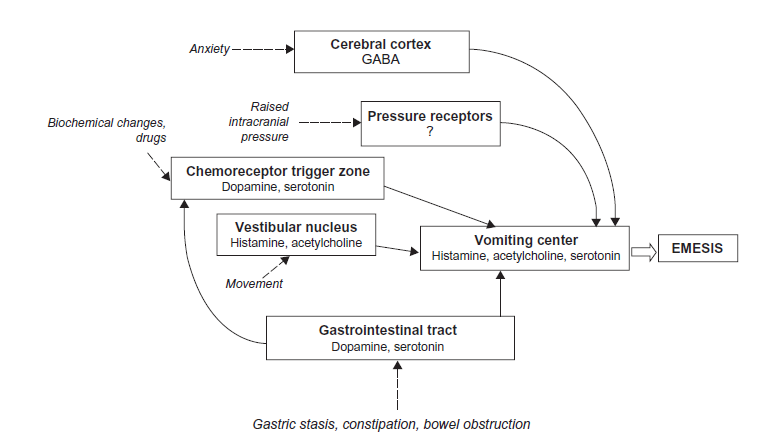 Cerebral cortex
GABA
Anxiety
Raised
intracranial
pressure
Pressure receptors
?
Biochemical changes,
drugs
Chemoreceptor trigger zone
Dopamine, serotonin
Vestibular nucleus
Histamine, acetylcholine
Movement
Vomiting center
Histamine, acetylcholine, serotonin
EMESIS
Gastrointestinal tract
Dopamine, serotonin
Gastric stasis, constipation, bowel obstruction